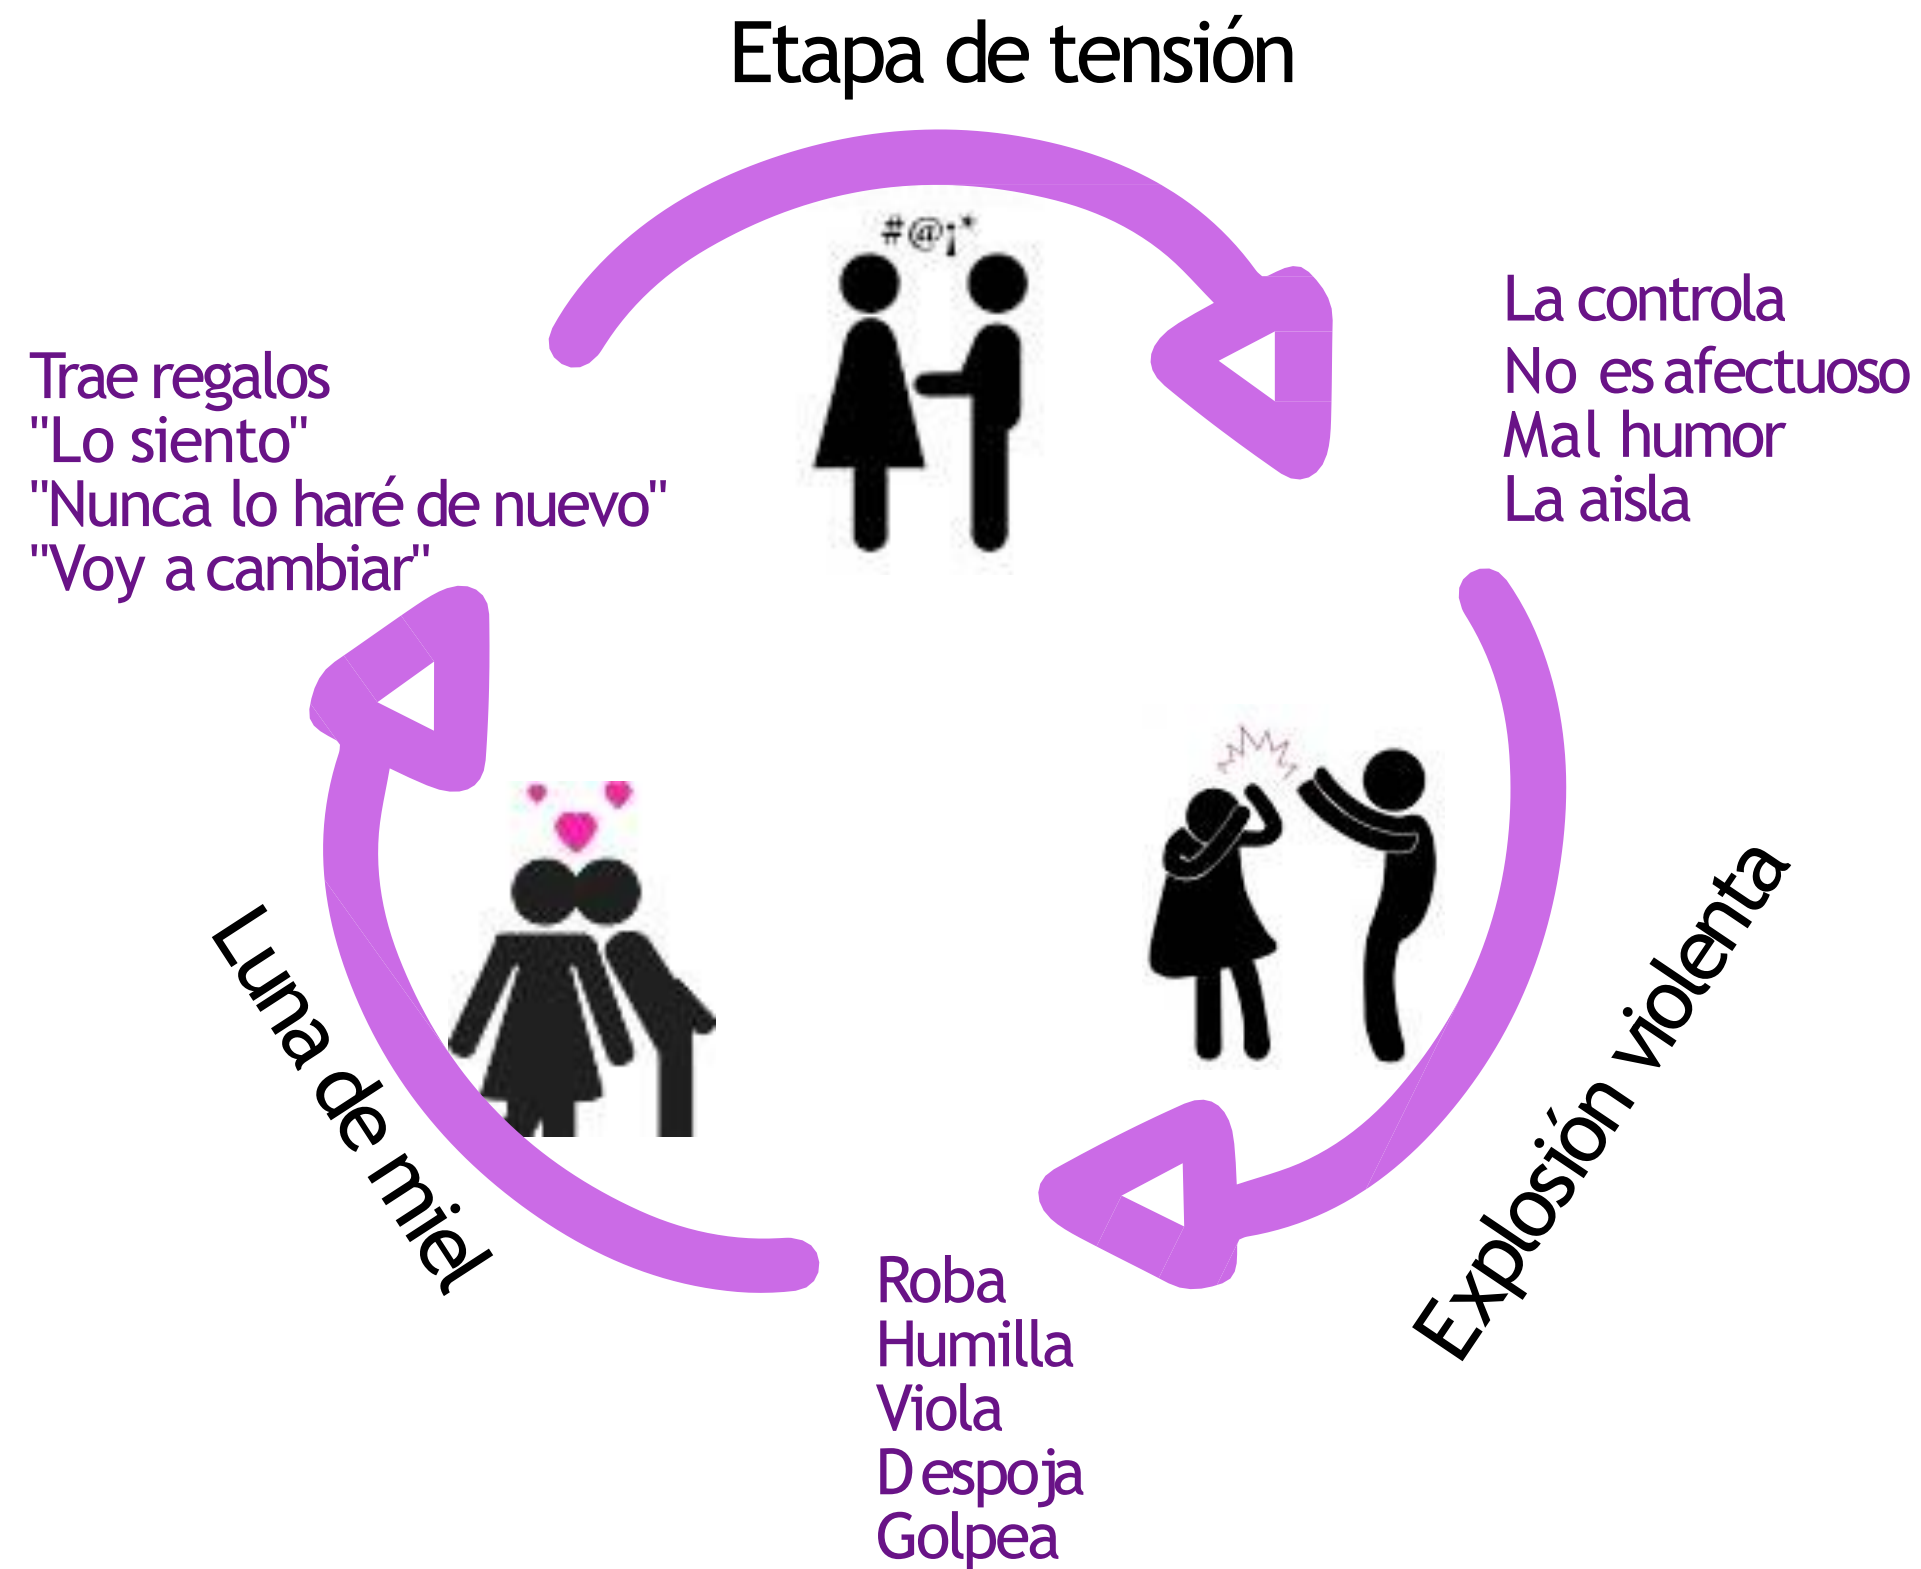 Etapa de tensión
#@¡*
La controla
No es afectuoso
Mal humor
La aisla
Trae regalos
"Lo siento"
"Nunca lo haré de nuevo"
"Voy a cambiar"
Explosión violenta
Luna de miel
Roba
Humilla
Viola
Despoja
Golpea